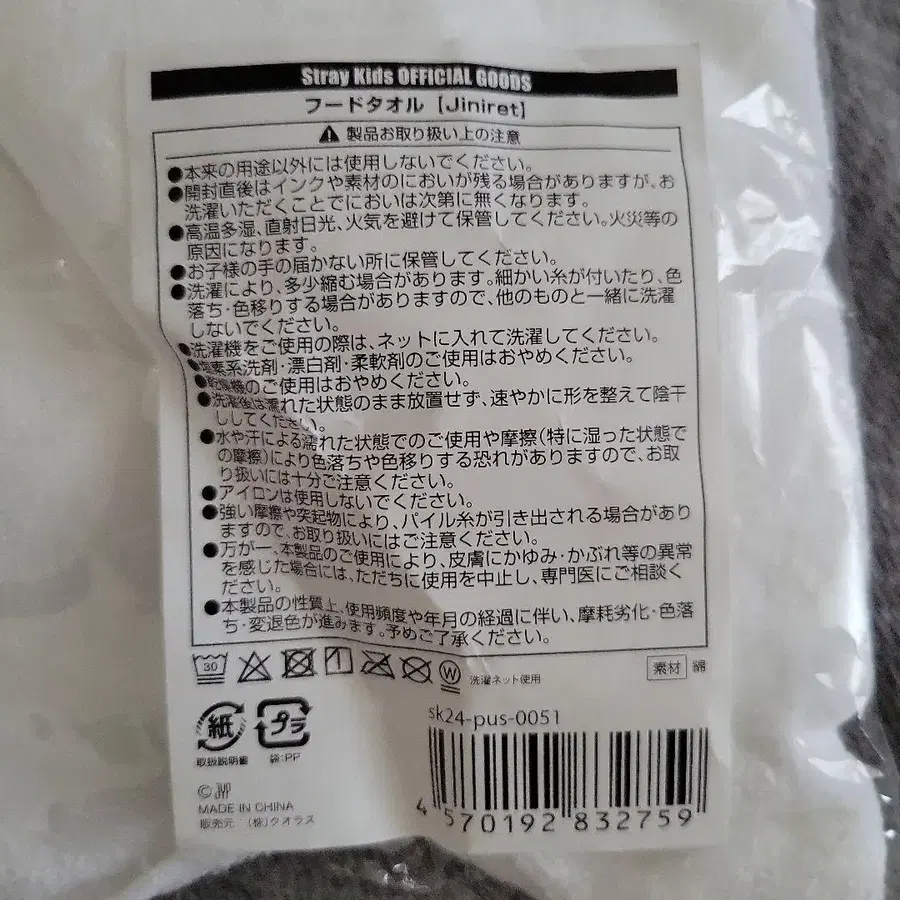 Stray Kids OFFICIAL GOODS
フードタオル【Jiniret】
製品お取り扱い上の注意
●本来の用途以外には使用しないでください。
●開封直後はインクや素材のにおいが残る場合がありますが、お
洗濯いただくことでにおいは次第に無くなります。
●高温多湿、直射日光、火気を避けて保管してください。火災等の
原因になります。
●お子様の手の届かない所に保管してください。
●洗濯により、多少縮む場合があります。細かい糸が付いたり、色
落ち・色移りする場合がありますので、他のものと一緒に洗濯
しないでください。
●洗濯機をご使用の際は、ネットに入れて洗濯してください。
●塩素系洗剤・漂白剤・柔軟剤のご使用はおやめください。
●乾燥機のご使用はおやめください。
●洗濯後は濡れた状態のまま放置せず、速やかに形を整えて陰干
ししてください。
●水や汗による濡れた状態でのご使用や摩擦(特に湿った状態で
の摩擦)により色落ちや色移りする恐れがありますので、お取
り扱いには十分ご注意ください。
●アイロンは使用しないでください。
●強い摩擦や突起物により、パイル糸が引き出される場合があり
ますので、お取り扱いにはご注意ください。
●万が一、本製品のご使用により、皮膚にかゆみ・かぶれ等の異常
を感じた場合には、ただちに使用を中止し、専門医にご相談く
ださい。
●本製品の性質上、使用頻度や年月の経過に伴い、摩耗劣化・色落
ち・変退色が進みます。予めご了承ください。
30 W 洗濯ネット使用 素材 綿
紙 プラ
取扱説明書 袋:PP
sk24-pus-0051
4 570192 832759
© JYP
MADE IN CHINA
販売元:(株)クオラス